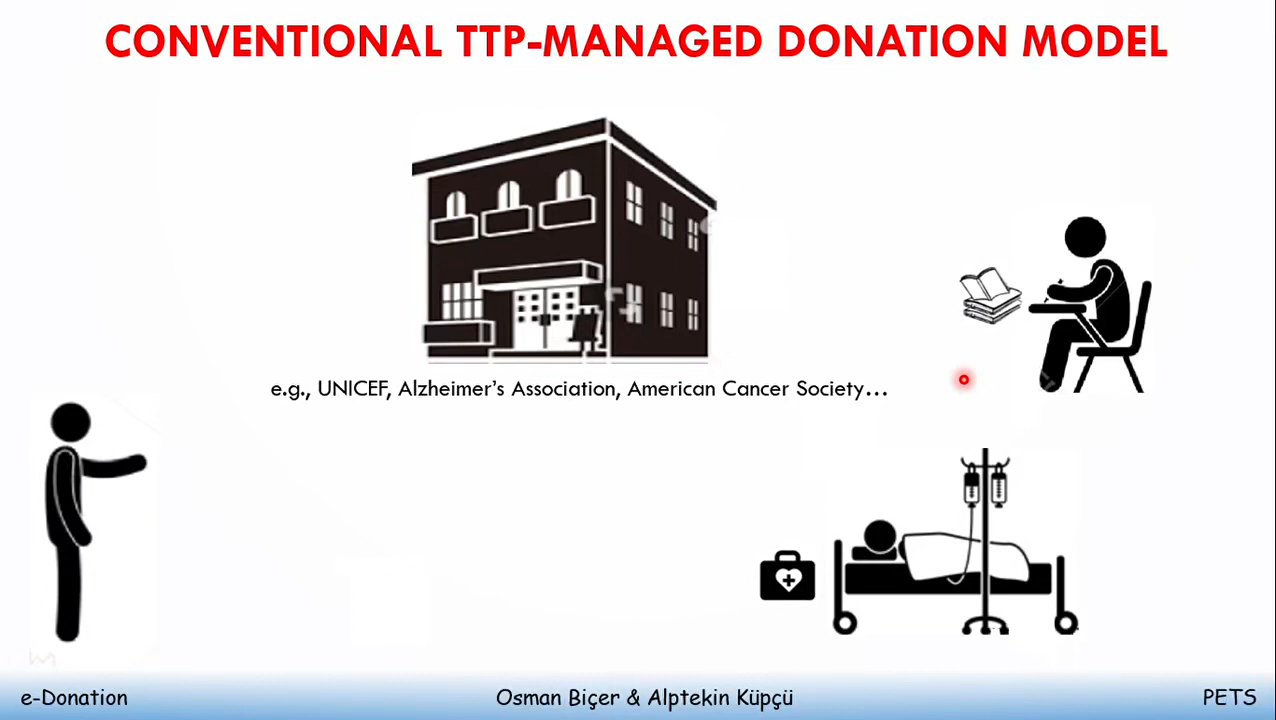 CONVENTIONAL TTP-MANAGED DONATION MODEL
e.g., UNICEF, Alzheimer’s Association, American Cancer Society…
e-Donation
Osman Biçer & Alptekin Küpçü
PETS